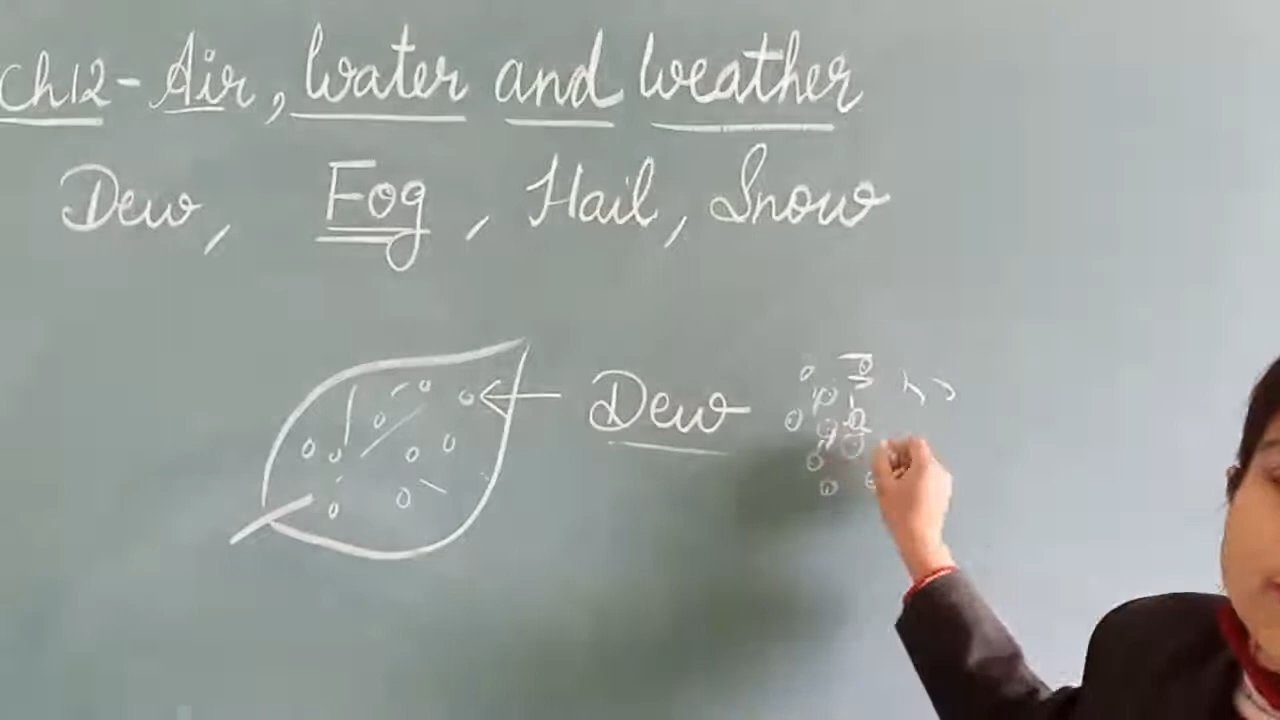 Ch12-Air, Water and Weather
Dew, Fog, Hail, Snow
Dew